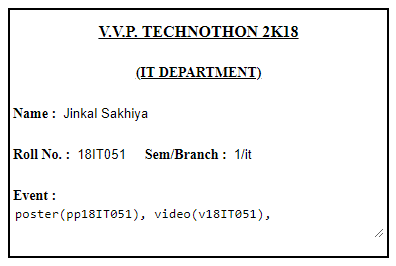 V.V.P. TECHNOTHON 2K18
(IT DEPARTMENT)
Name : Jinkal Sakhiya
Roll No. : 18IT051 Sem/Branch : 1/it
Event :
poster(pp18IT051), video(v18IT051),